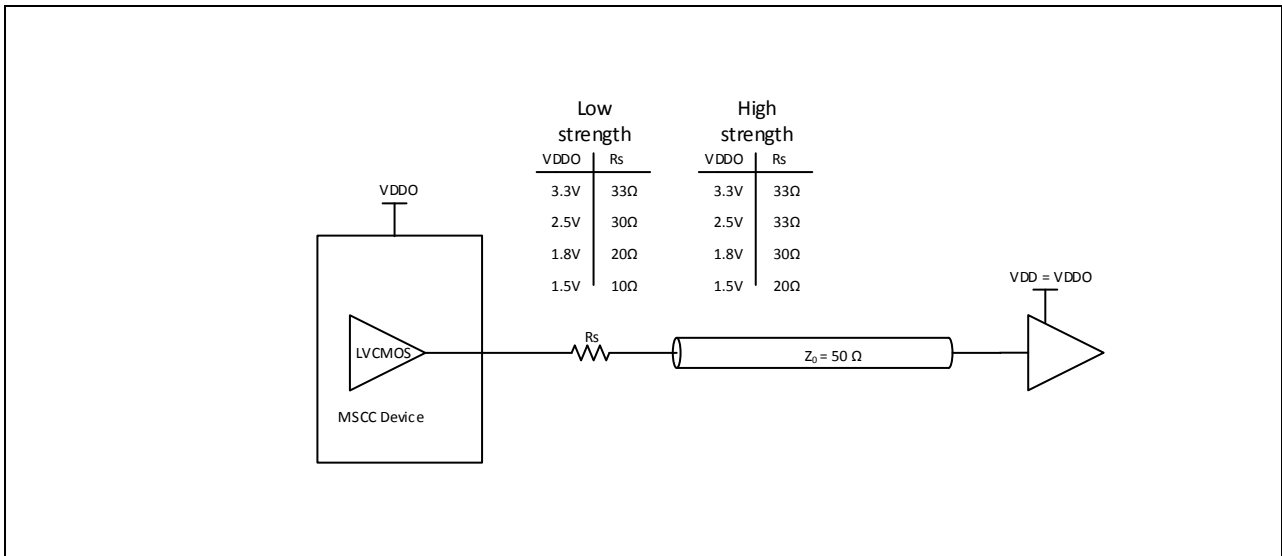 Low
strength
VDDO Rs
3.3V 33Ω
2.5V 30Ω
1.8V 20Ω
1.5V 10Ω
High
strength
VDDO Rs
3.3V 33Ω
2.5V 33Ω
1.8V 30Ω
1.5V 20Ω
VDDO
LVCMOS
MSCC Device
Rs
Z₀ = 50 Ω
VDD = VDDO